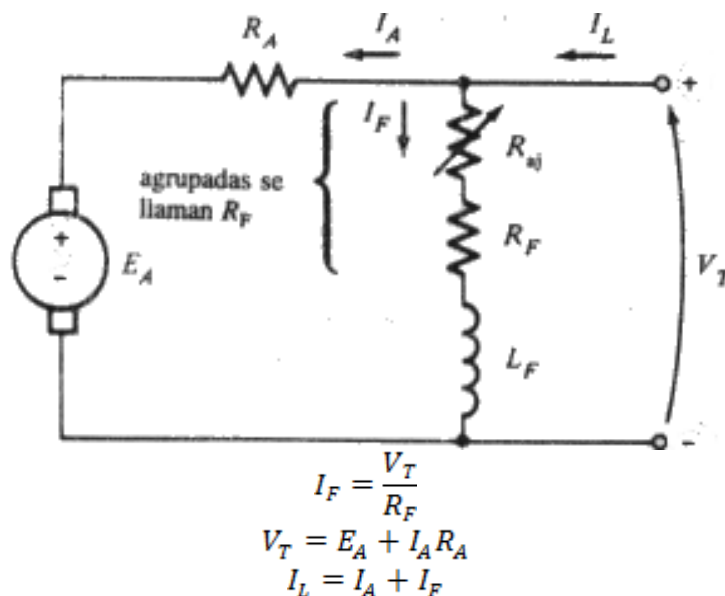 R_A
I_A
I_L
+
I_F
R_aj
agrupadas se
llaman R_F
+
-
E_A
R_F
V_T
L_F
-
I_F = V_T / R_F
V_T = E_A + I_A R_A
I_L = I_A + I_F